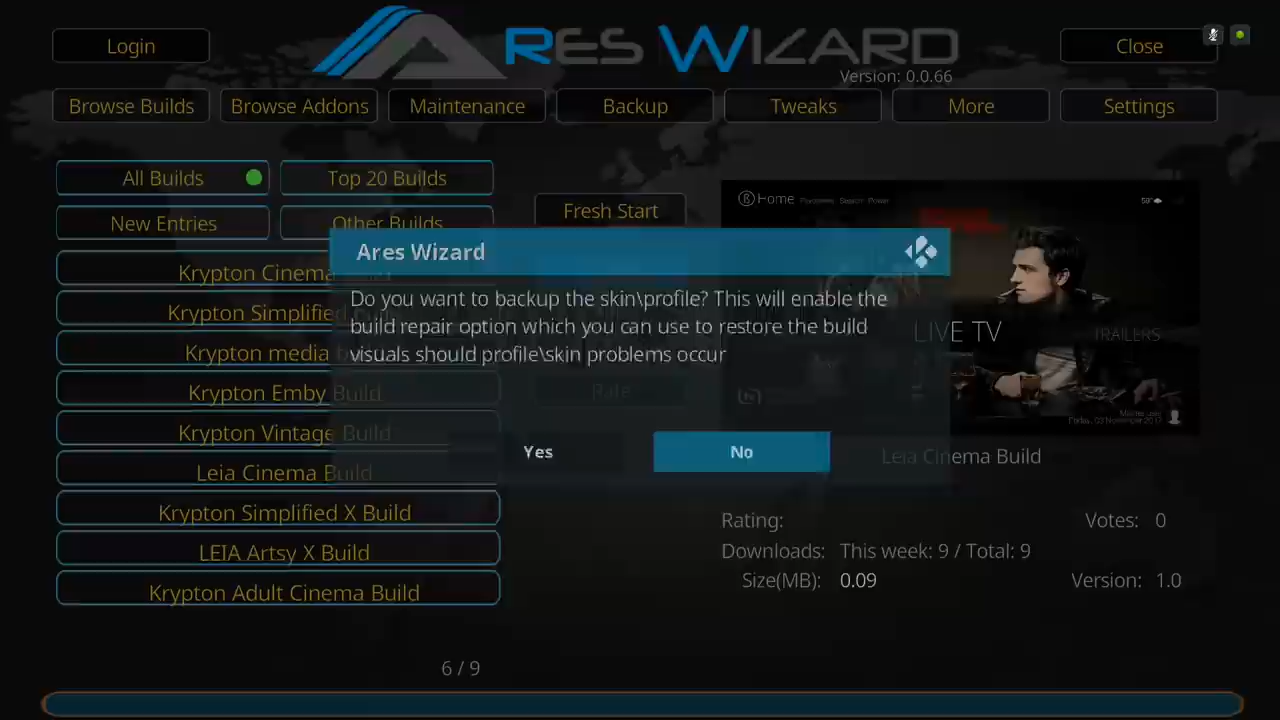 Login
ARES WIZARD
Close
Version: 0.0.66
Browse Builds
Browse Addons
Maintenance
Backup
Tweaks
More
Settings
All Builds
Top 20 Builds
New Entries
Other Builds
Fresh Start
Home
Ares Wizard
Do you want to backup the skin\profile? This will enable the
build repair option which you can use to restore the build
visuals should profile\skin problems occur
Yes
No
Krypton Cinema
Krypton Simplified
Krypton media
Krypton Emby Build
Krypton Vintage Build
Leia Cinema Build
Krypton Simplified X Build
LEIA Artsy X Build
Krypton Adult Cinema Build
Rate
LIVE TV
TRAILERS
Friday, 03 November 2017
Leia Cinema Build
Rating:
Votes: 0
Downloads: This week: 9 / Total: 9
Size(MB): 0.09
Version: 1.0
6 / 9